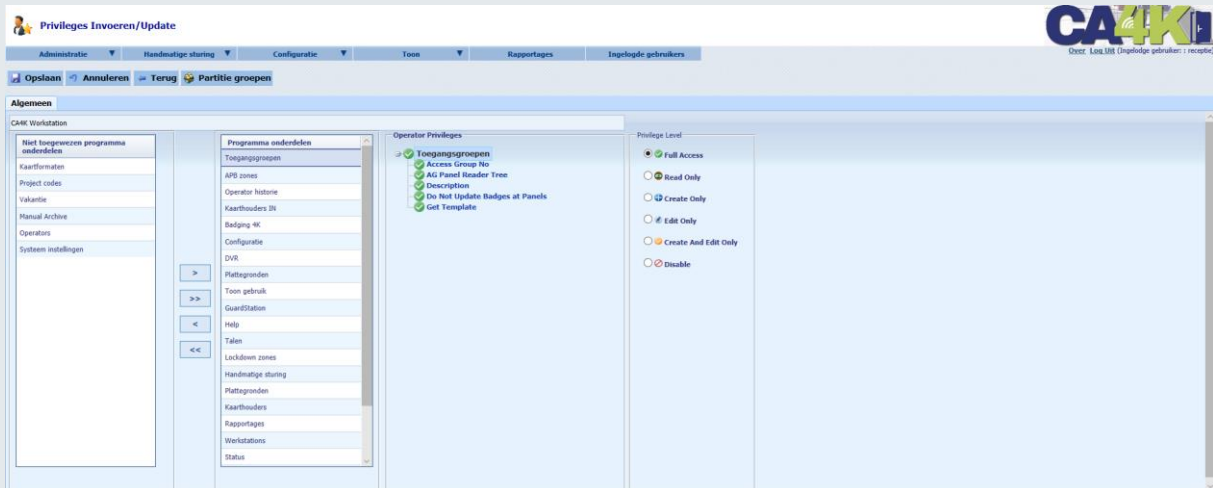 Privileges Invoeren/Update
CA4K
Over Log Uit (Ingelodge gebruiker: : receptie)
Administratie Handmatige sturing Configuratie Toon Rapportages Ingelogde gebruikers
Opslaan Annuleren Terug Partitie groepen
Algemeen
CA4K Workstation
Niet toegewezen programma onderdelen
Kaartformaten
Project codes
Vakantie
Manual Archive
Operators
Systeem instellingen
>
>>
<
<<
Programma onderdelen
Toegangsgroepen
APB zones
Operator historie
Kaarthouders IN
Badging 4K
Configuratie
DVR
Plattegronden
Toon gebruik
GuardStation
Help
Talen
Lockdown zones
Handmatige sturing
Plattegronden
Kaarthouders
Rapportages
Werkstations
Status
Operator Privileges
Toegangsgroepen
Access Group No
AG Panel Reader Tree
Description
Do Not Update Badges at Panels
Get Template
Privilege Level
Full Access
Read Only
Create Only
Edit Only
Create And Edit Only
Disable